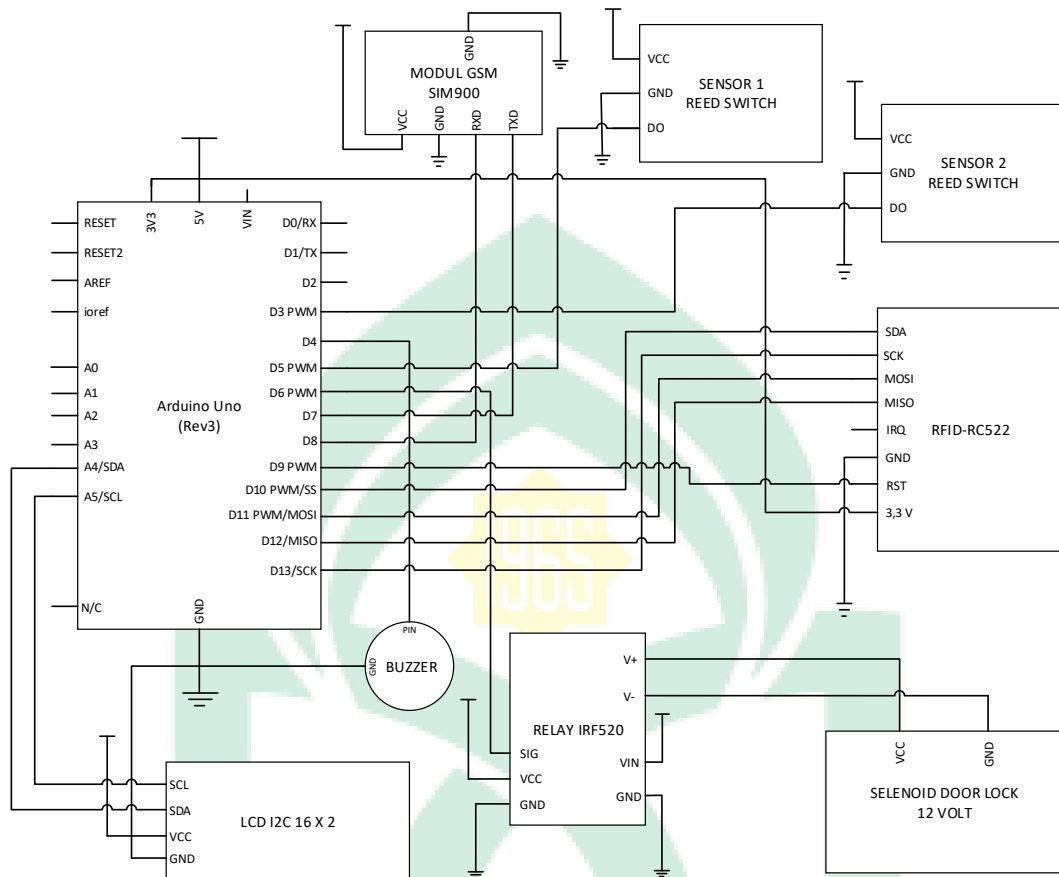 GND
MODUL GSM
SIM900
VCC
GND
RXD
TXD
VCC
GND
DO
SENSOR 1
REED SWITCH
VCC
GND
DO
SENSOR 2
REED SWITCH
3V3
5V
VIN
RESET
RESET2
AREF
ioref
A0
A1
A2
A3
A4/SDA
A5/SCL
N/C
Arduino Uno
(Rev3)
D0/RX
D1/TX
D2
D3 PWM
D4
D5 PWM
D6 PWM
D7
D8
D9 PWM
D10 PWM/SS
D11 PWM/MOSI
D12/MISO
D13/SCK
GND
SDA
SCK
MOSI
MISO
IRQ
GND
RST
3,3 V
RFID-RC522
965
PIN
GND
BUZZER
V+
V-
RELAY IRF520
SIG
VCC
GND
VIN
GND
VCC
GND
SELENOID DOOR LOCK
12 VOLT
SCL
SDA
VCC
GND
LCD I2C 16 X 2